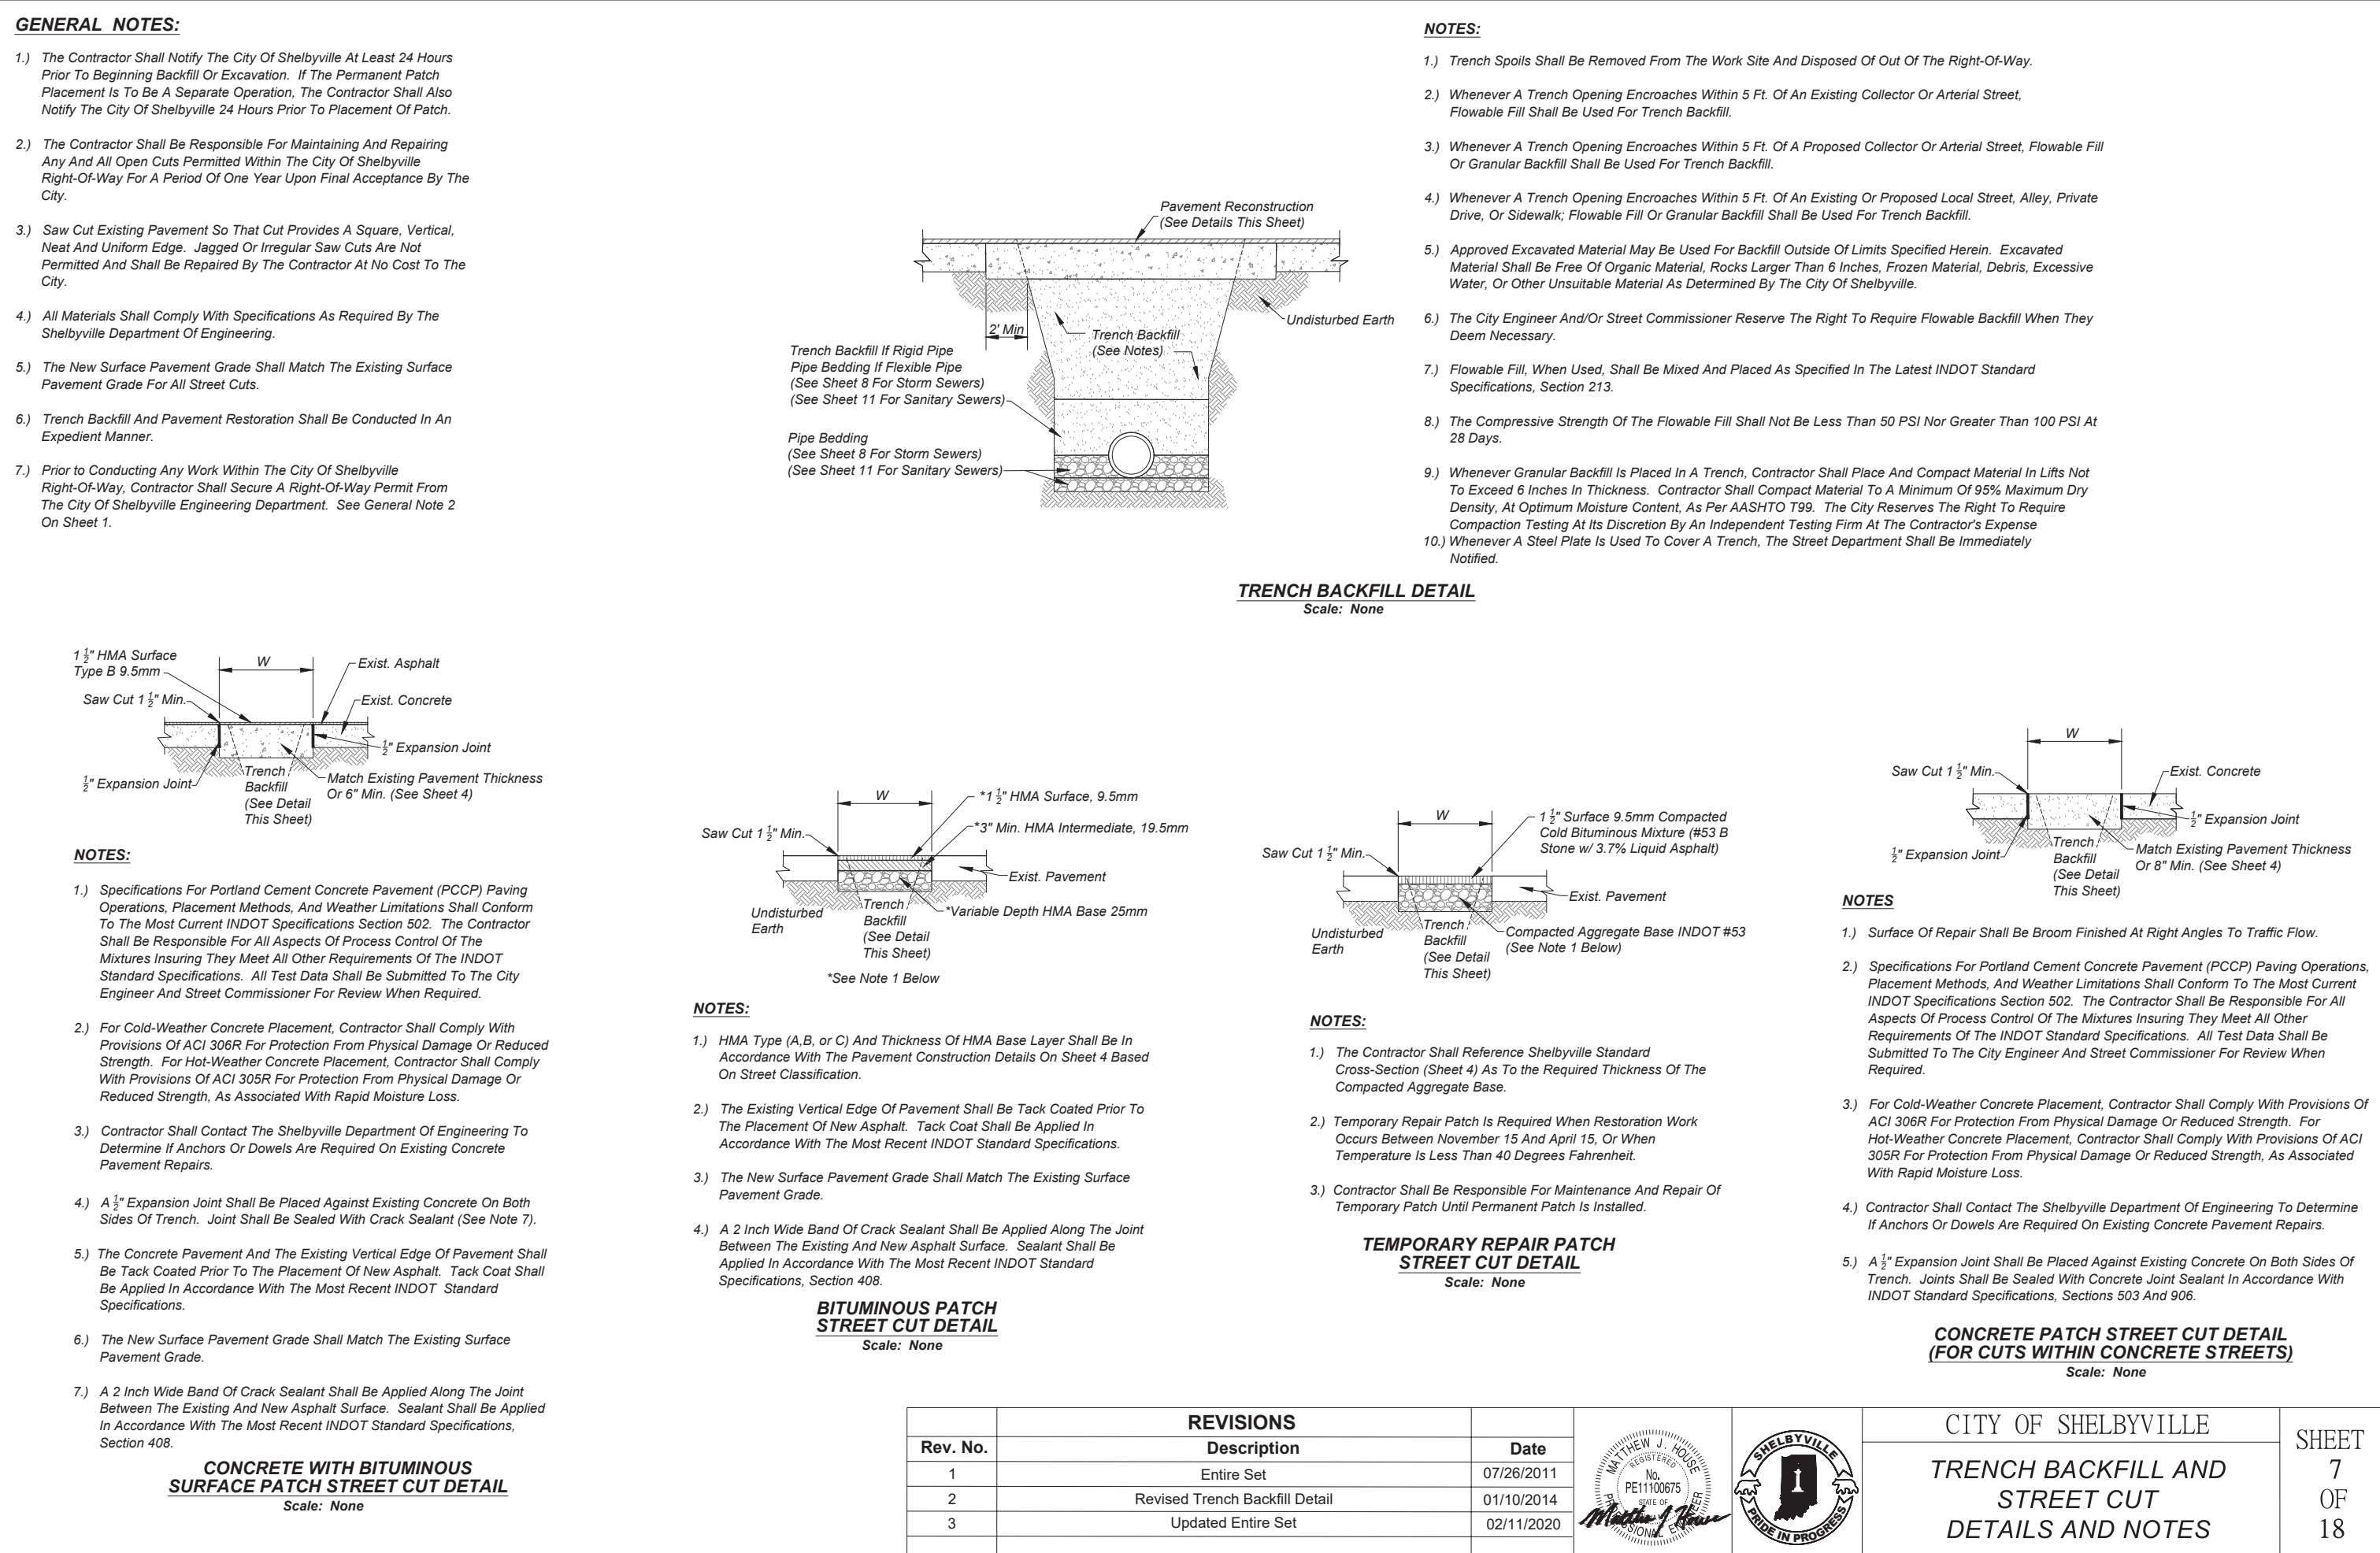 GENERAL NOTES:
1.) The Contractor Shall Notify The City Of Shelbyville At Least 24 Hours
Prior To Beginning Backfill Or Excavation. If The Permanent Patch
Placement Is To Be A Separate Operation, The Contractor Shall Also
Notify The City Of Shelbyville 24 Hours Prior To Placement Of Patch.
2.) The Contractor Shall Be Responsible For Maintaining And Repairing
Any And All Open Cuts Permitted Within The City Of Shelbyville
Right-Of-Way For A Period Of One Year Upon Final Acceptance By The
City.
3.) Saw Cut Existing Pavement So That Cut Provides A Square, Vertical,
Neat And Uniform Edge. Jagged Or Irregular Saw Cuts Are Not
Permitted And Shall Be Repaired By The Contractor At No Cost To The
City.
4.) All Materials Shall Comply With Specifications As Required By The
Shelbyville Department Of Engineering.
5.) The New Surface Pavement Grade Shall Match The Existing Surface
Pavement Grade For All Street Cuts.
6.) Trench Backfill And Pavement Restoration Shall Be Conducted In An
Expedient Manner.
7.) Prior to Conducting Any Work Within The City Of Shelbyville
Right-Of-Way, Contractor Shall Secure A Right-Of-Way Permit From
The City Of Shelbyville Engineering Department. See General Note 2
On Sheet 1.
Pavement Reconstruction
(See Details This Sheet)
Undisturbed Earth
2' Min
Trench Backfill
(See Notes)
Trench Backfill If Rigid Pipe
Pipe Bedding If Flexible Pipe
(See Sheet 8 For Storm Sewers)
(See Sheet 11 For Sanitary Sewers)
Pipe Bedding
(See Sheet 8 For Storm Sewers)
(See Sheet 11 For Sanitary Sewers)
NOTES:
1.) Trench Spoils Shall Be Removed From The Work Site And Disposed Of Out Of The Right-Of-Way.
2.) Whenever A Trench Opening Encroaches Within 5 Ft. Of An Existing Collector Or Arterial Street,
Flowable Fill Shall Be Used For Trench Backfill.
3.) Whenever A Trench Opening Encroaches Within 5 Ft. Of A Proposed Collector Or Arterial Street, Flowable Fill
Or Granular Backfill Shall Be Used For Trench Backfill.
4.) Whenever A Trench Opening Encroaches Within 5 Ft. Of An Existing Or Proposed Local Street, Alley, Private
Drive, Or Sidewalk; Flowable Fill Or Granular Backfill Shall Be Used For Trench Backfill.
5.) Approved Excavated Material May Be Used For Backfill Outside Of Limits Specified Herein. Excavated
Material Shall Be Free Of Organic Material, Rocks Larger Than 6 Inches, Frozen Material, Debris, Excessive
Water, Or Other Unsuitable Material As Determined By The City Of Shelbyville.
6.) The City Engineer And/Or Street Commissioner Reserve The Right To Require Flowable Backfill When They
Deem Necessary.
7.) Flowable Fill, When Used, Shall Be Mixed And Placed As Specified In The Latest INDOT Standard
Specifications, Section 213.
8.) The Compressive Strength Of The Flowable Fill Shall Not Be Less Than 50 PSI Nor Greater Than 100 PSI At
28 Days.
9.) Whenever Granular Backfill Is Placed In A Trench, Contractor Shall Place And Compact Material In Lifts Not
To Exceed 6 Inches In Thickness. Contractor Shall Compact Material To A Minimum Of 95% Maximum Dry
Density, At Optimum Moisture Content, As Per AASHTO T99. The City Reserves The Right To Require
Compaction Testing At Its Discretion By An Independent Testing Firm At The Contractor's Expense
10.) Whenever A Steel Plate Is Used To Cover A Trench, The Street Department Shall Be Immediately
Notified.
TRENCH BACKFILL DETAIL
Scale: None
1 1/2" HMA Surface
Type B 9.5mm
W
Exist. Asphalt
Saw Cut 1 1/2" Min.
Exist. Concrete
1/2" Expansion Joint
1/2" Expansion Joint
Trench
Backfill
(See Detail
This Sheet)
Match Existing Pavement Thickness
Or 6" Min. (See Sheet 4)
NOTES:
1.) Specifications For Portland Cement Concrete Pavement (PCCP) Paving
Operations, Placement Methods, And Weather Limitations Shall Conform
To The Most Current INDOT Specifications Section 502. The Contractor
Shall Be Responsible For All Aspects Of Process Control Of The
Mixtures Insuring They Meet All Other Requirements Of The INDOT
Standard Specifications. All Test Data Shall Be Submitted To The City
Engineer And Street Commissioner For Review When Required.
2.) For Cold-Weather Concrete Placement, Contractor Shall Comply With
Provisions Of ACI 306R For Protection From Physical Damage Or Reduced
Strength. For Hot-Weather Concrete Placement, Contractor Shall Comply
With Provisions Of ACI 305R For Protection From Physical Damage Or
Reduced Strength, As Associated With Rapid Moisture Loss.
3.) Contractor Shall Contact The Shelbyville Department Of Engineering To
Determine If Anchors Or Dowels Are Required On Existing Concrete
Pavement Repairs.
4.) A 1/2" Expansion Joint Shall Be Placed Against Existing Concrete On Both
Sides Of Trench. Joint Shall Be Sealed With Crack Sealant (See Note 7).
5.) The Concrete Pavement And The Existing Vertical Edge Of Pavement Shall
Be Tack Coated Prior To The Placement Of New Asphalt. Tack Coat Shall
Be Applied In Accordance With The Most Recent INDOT Standard
Specifications.
6.) The New Surface Pavement Grade Shall Match The Existing Surface
Pavement Grade.
7.) A 2 Inch Wide Band Of Crack Sealant Shall Be Applied Along The Joint
Between The Existing And New Asphalt Surface. Sealant Shall Be Applied
In Accordance With The Most Recent INDOT Standard Specifications,
Section 408.
CONCRETE WITH BITUMINOUS
SURFACE PATCH STREET CUT DETAIL
Scale: None
W
*1 1/2" HMA Surface, 9.5mm
Saw Cut 1 1/2" Min.
*3" Min. HMA Intermediate, 19.5mm
Exist. Pavement
*Variable Depth HMA Base 25mm
Undisturbed
Earth
Trench
Backfill
(See Detail
This Sheet)
*See Note 1 Below
NOTES:
1.) HMA Type (A,B, or C) And Thickness Of HMA Base Layer Shall Be In
Accordance With The Pavement Construction Details On Sheet 4 Based
On Street Classification.
2.) The Existing Vertical Edge Of Pavement Shall Be Tack Coated Prior To
The Placement Of New Asphalt. Tack Coat Shall Be Applied In
Accordance With The Most Recent INDOT Standard Specifications.
3.) The New Surface Pavement Grade Shall Match The Existing Surface
Pavement Grade.
4.) A 2 Inch Wide Band Of Crack Sealant Shall Be Applied Along The Joint
Between The Existing And New Asphalt Surface. Sealant Shall Be
Applied In Accordance With The Most Recent INDOT Standard
Specifications, Section 408.
BITUMINOUS PATCH
STREET CUT DETAIL
Scale: None
W
1 1/2" Surface 9.5mm Compacted
Cold Bituminous Mixture (#53 B
Stone w/ 3.7% Liquid Asphalt)
Saw Cut 1 1/2" Min.
Exist. Pavement
Undisturbed
Earth
Trench
Backfill
(See Detail
This Sheet)
Compacted Aggregate Base INDOT #53
(See Note 1 Below)
NOTES:
1.) The Contractor Shall Reference Shelbyville Standard
Cross-Section (Sheet 4) As To the Required Thickness Of The
Compacted Aggregate Base.
2.) Temporary Repair Patch Is Required When Restoration Work
Occurs Between November 15 And April 15, Or When
Temperature Is Less Than 40 Degrees Fahrenheit.
3.) Contractor Shall Be Responsible For Maintenance And Repair Of
Temporary Patch Until Permanent Patch Is Installed.
TEMPORARY REPAIR PATCH
STREET CUT DETAIL
Scale: None
W
Saw Cut 1 1/2" Min.
Exist. Concrete
1/2" Expansion Joint
1/2" Expansion Joint
Trench
Backfill
(See Detail
This Sheet)
Match Existing Pavement Thickness
Or 8" Min. (See Sheet 4)
NOTES
1.) Surface Of Repair Shall Be Broom Finished At Right Angles To Traffic Flow.
2.) Specifications For Portland Cement Concrete Pavement (PCCP) Paving Operations,
Placement Methods, And Weather Limitations Shall Conform To The Most Current
INDOT Specifications Section 502. The Contractor Shall Be Responsible For All
Aspects Of Process Control Of The Mixtures Insuring They Meet All Other
Requirements Of The INDOT Standard Specifications. All Test Data Shall Be
Submitted To The City Engineer And Street Commissioner For Review When
Required.
3.) For Cold-Weather Concrete Placement, Contractor Shall Comply With Provisions Of
ACI 306R For Protection From Physical Damage Or Reduced Strength. For
Hot-Weather Concrete Placement, Contractor Shall Comply With Provisions Of ACI
305R For Protection From Physical Damage Or Reduced Strength, As Associated
With Rapid Moisture Loss.
4.) Contractor Shall Contact The Shelbyville Department Of Engineering To Determine
If Anchors Or Dowels Are Required On Existing Concrete Pavement Repairs.
5.) A 1/2" Expansion Joint Shall Be Placed Against Existing Concrete On Both Sides Of
Trench. Joints Shall Be Sealed With Concrete Joint Sealant In Accordance With
INDOT Standard Specifications, Sections 503 And 906.
CONCRETE PATCH STREET CUT DETAIL
(FOR CUTS WITHIN CONCRETE STREETS)
Scale: None
REVISIONS
Rev. No. Description Date
1 Entire Set 07/26/2011
2 Revised Trench Backfill Detail 01/10/2014
3 Updated Entire Set 02/11/2020
MATTHEW J. HOUSE
REGISTERED
No.
PE11100675
STATE OF
PROFESSIONAL ENGINEER
Matthew J House
SHELBYVILLE
1
PRIDE IN PROGRESS
CITY OF SHELBYVILLE
TRENCH BACKFILL AND
STREET CUT
DETAILS AND NOTES
SHEET
7
OF
18